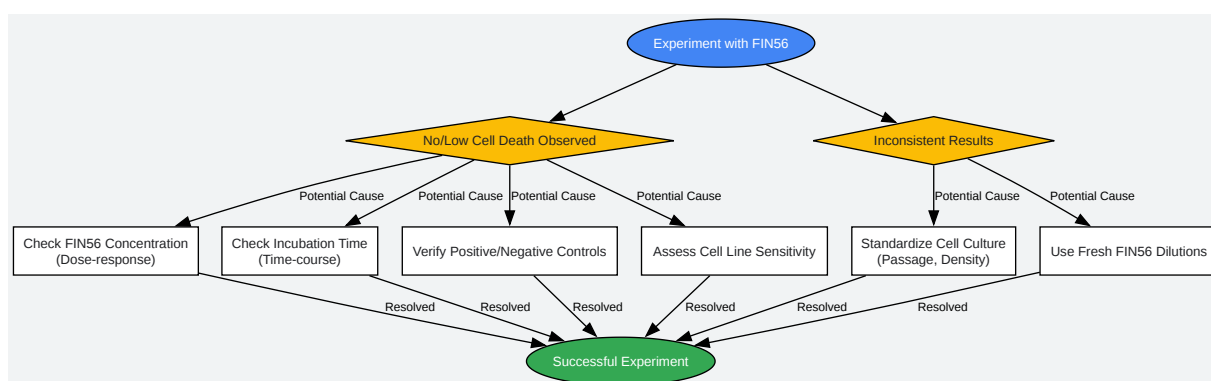 Experiment with FIN56
No/Low Cell Death Observed
Inconsistent Results
Potential Cause
Potential Cause
Potential Cause
Potential Cause
Potential Cause
Potential Cause
Check FIN56 Concentration
(Dose-response)
Check Incubation Time
(Time-course)
Verify Positive/Negative Controls
Assess Cell Line Sensitivity
Standardize Cell Culture
(Passage, Density)
Use Fresh FIN56 Dilutions
Resolved
Resolved
Resolved
Resolved
Resolved
Resolved
Successful Experiment